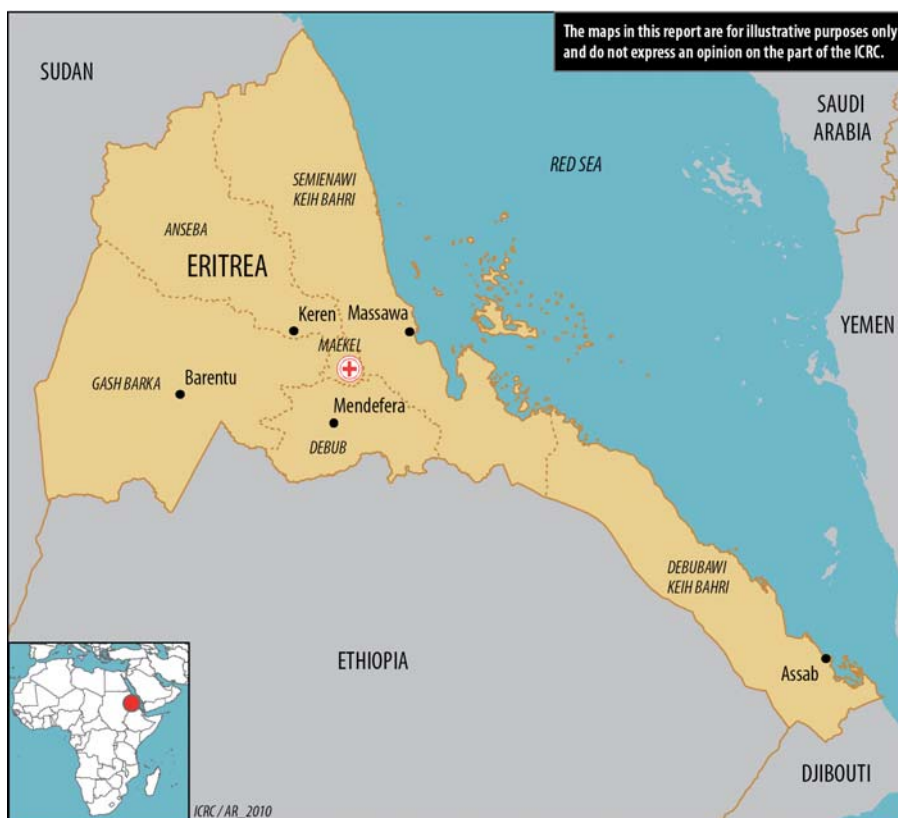 The maps in this report are for illustrative purposes only
and do not express an opinion on the part of the ICRC.
SUDAN
SAUDI
ARABIA
RED SEA
SEMIENAWI
KEIH BAHRI
ANSEBA
ERITREA
Keren
Massawa
YEMEN
MAEKEL
GASH BARKA
Barentu
Mendefera
DEBUB
DEBUBAWI
KEIH BAHRI
ETHIOPIA
Assab
DJIBOUTI
ICRC / AR_2010